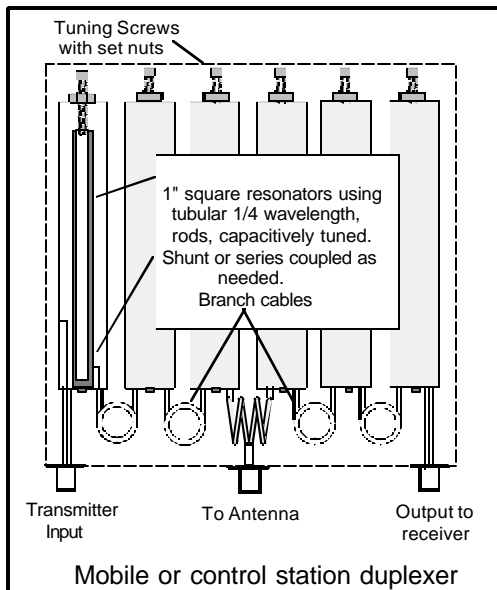 Tuning Screws
with set nuts
1" square resonators using
tubular 1/4 wavelength,
rods, capacitively tuned.
Shunt or series coupled as
needed.
Branch cables
Transmitter
Input
To Antenna
Output to
receiver
Mobile or control station duplexer